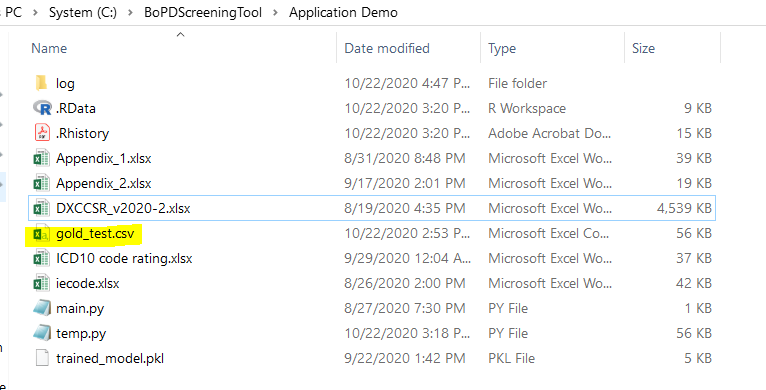 s PC > System (C:) > BoPDScreeningTool > Application Demo
Name Date modified Type Size
log 10/22/2020 4:47 P... File folder
.RData 10/22/2020 3:20 P... R Workspace 9 KB
.Rhistory 10/22/2020 3:20 P... Adobe Acrobat Do... 15 KB
Appendix_1.xlsx 8/31/2020 8:48 PM Microsoft Excel Wo... 39 KB
Appendix_2.xlsx 9/17/2020 2:01 PM Microsoft Excel Wo... 19 KB
DXCCSR_v2020-2.xlsx 8/19/2020 4:35 PM Microsoft Excel Wo... 4,539 KB
gold_test.csv 10/22/2020 2:53 P... Microsoft Excel Co... 56 KB
ICD10 code rating.xlsx 9/29/2020 12:04 A... Microsoft Excel Wo... 37 KB
iecode.xlsx 8/26/2020 2:00 PM Microsoft Excel Wo... 42 KB
main.py 8/27/2020 7:30 PM PY File 1 KB
temp.py 10/22/2020 3:18 P... PY File 56 KB
trained_model.pkl 9/22/2020 1:42 PM PKL File 5 KB